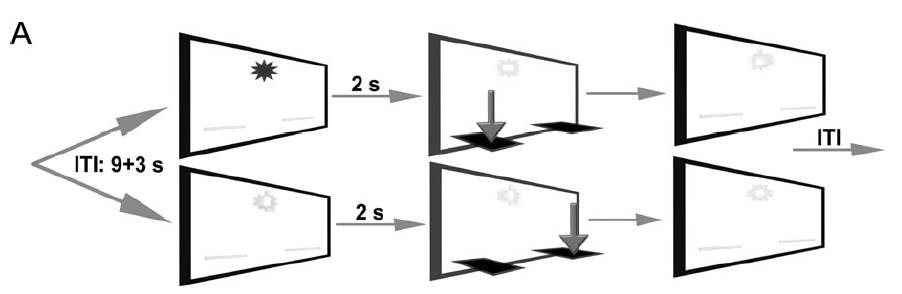 A
2 s
ITI: 9+3 s
ITI
2 s